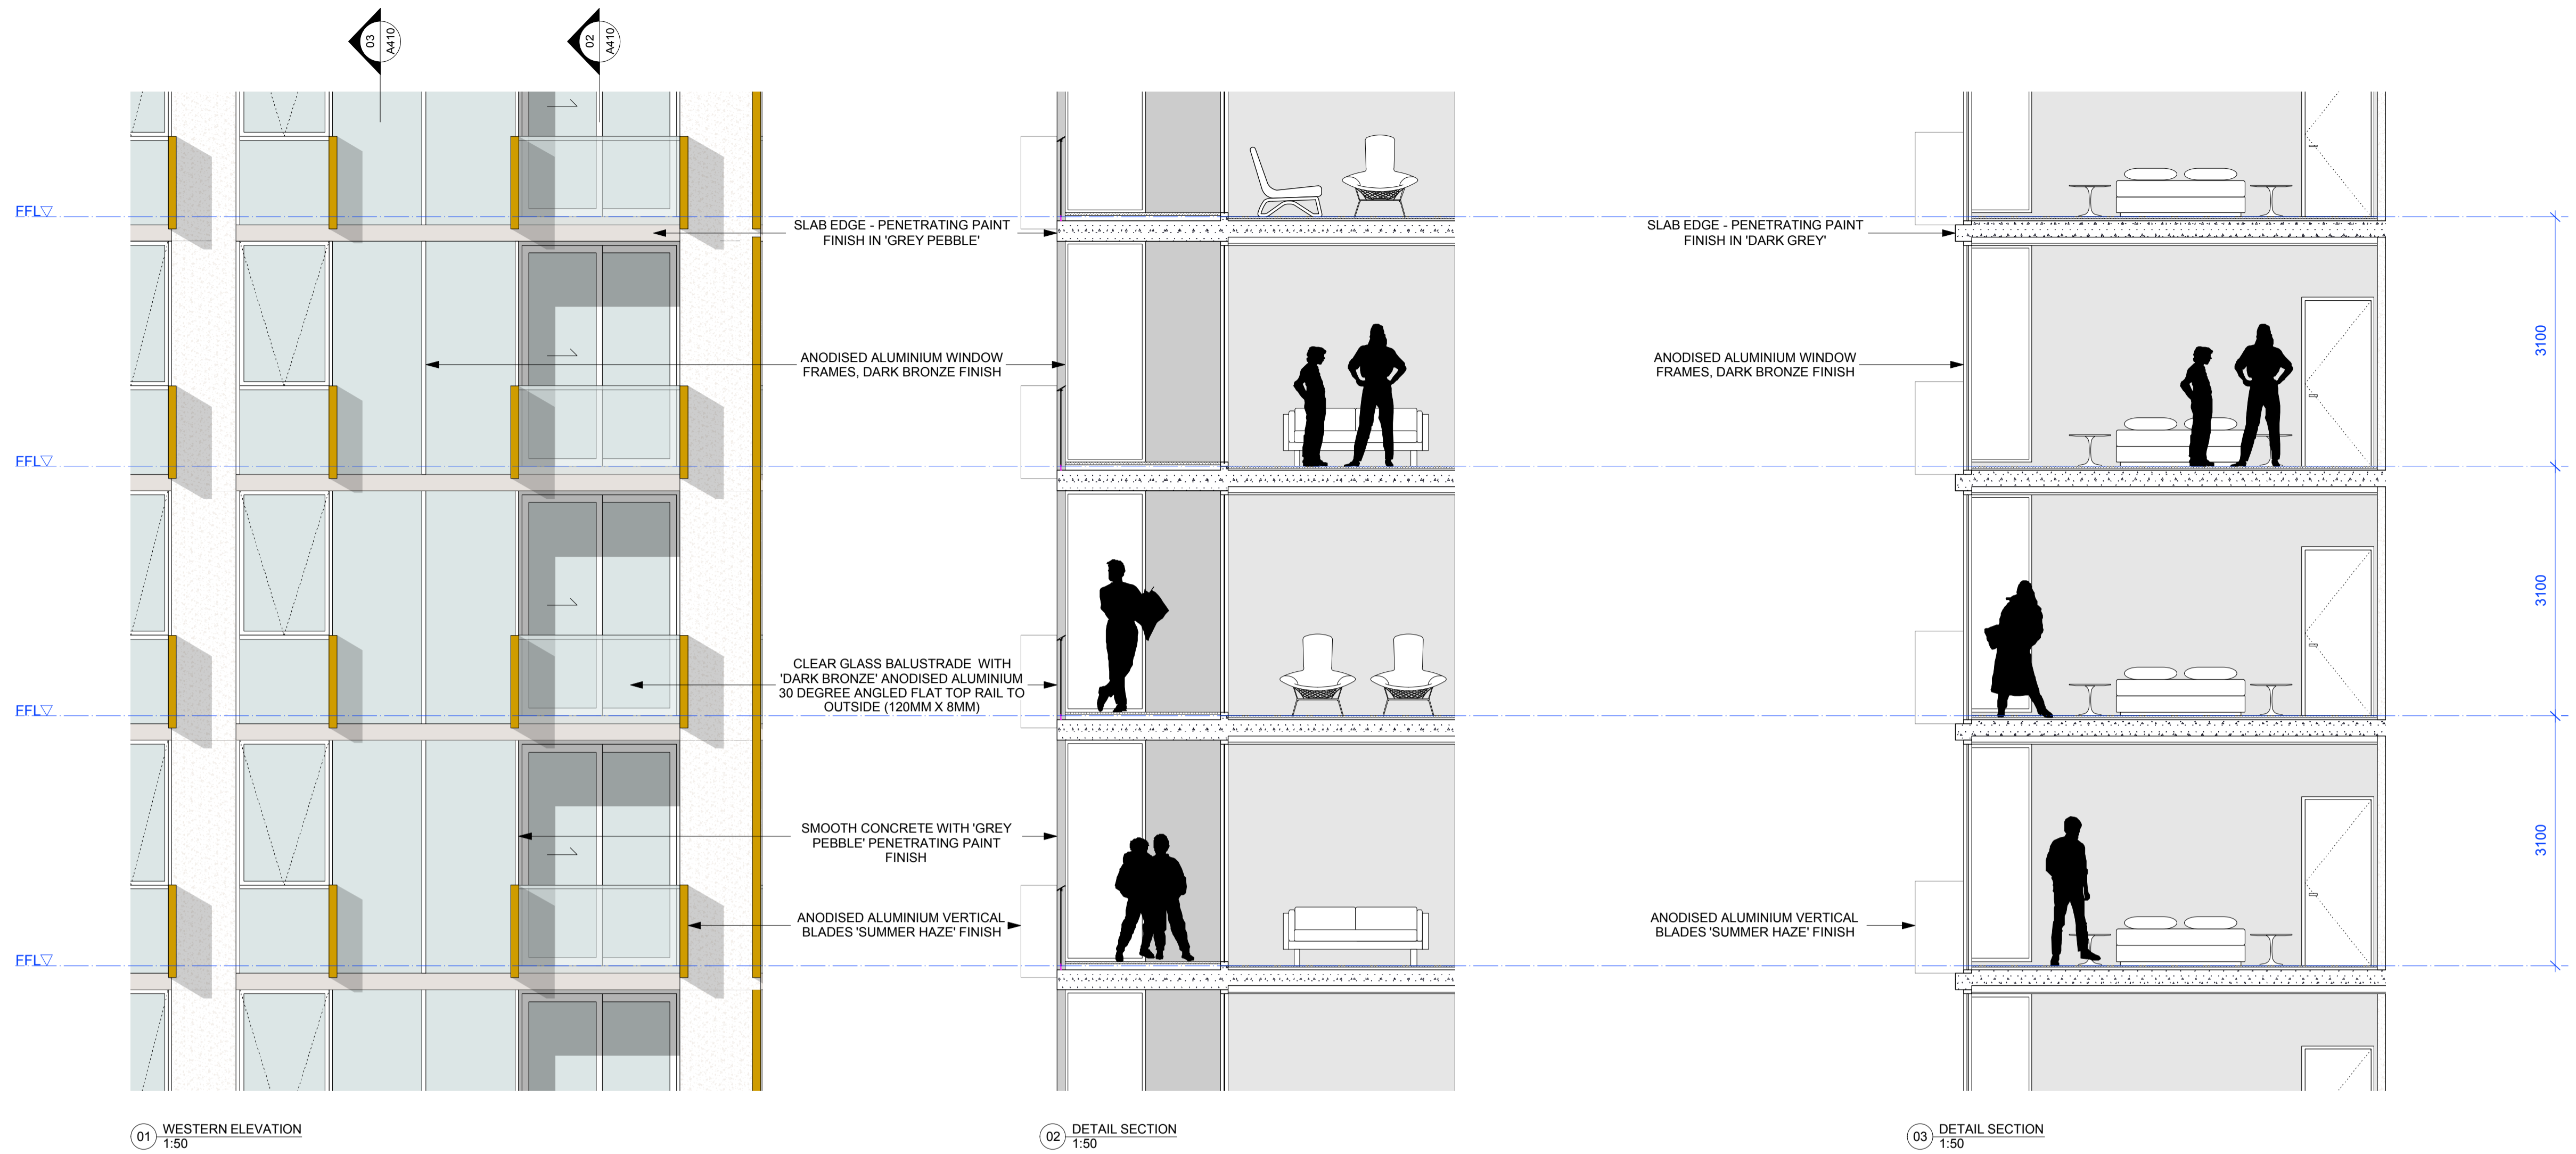 03
A410
02
A410
FFL
SLAB EDGE - PENETRATING PAINT
FINISH IN 'GREY PEBBLE'
SLAB EDGE - PENETRATING PAINT
FINISH IN 'DARK GREY'
ANODISED ALUMINIUM WINDOW
FRAMES, DARK BRONZE FINISH
ANODISED ALUMINIUM WINDOW
FRAMES, DARK BRONZE FINISH
3100
FFL
3100
CLEAR GLASS BALUSTRADE WITH
'DARK BRONZE' ANODISED ALUMINIUM
30 DEGREE ANGLED FLAT TOP RAIL TO
OUTSIDE (120MM X 8MM)
FFL
SMOOTH CONCRETE WITH 'GREY
PEBBLE' PENETRATING PAINT
FINISH
3100
ANODISED ALUMINIUM VERTICAL
BLADES 'SUMMER HAZE' FINISH
ANODISED ALUMINIUM VERTICAL
BLADES 'SUMMER HAZE' FINISH
FFL
01 WESTERN ELEVATION
1:50
02 DETAIL SECTION
1:50
03 DETAIL SECTION
1:50